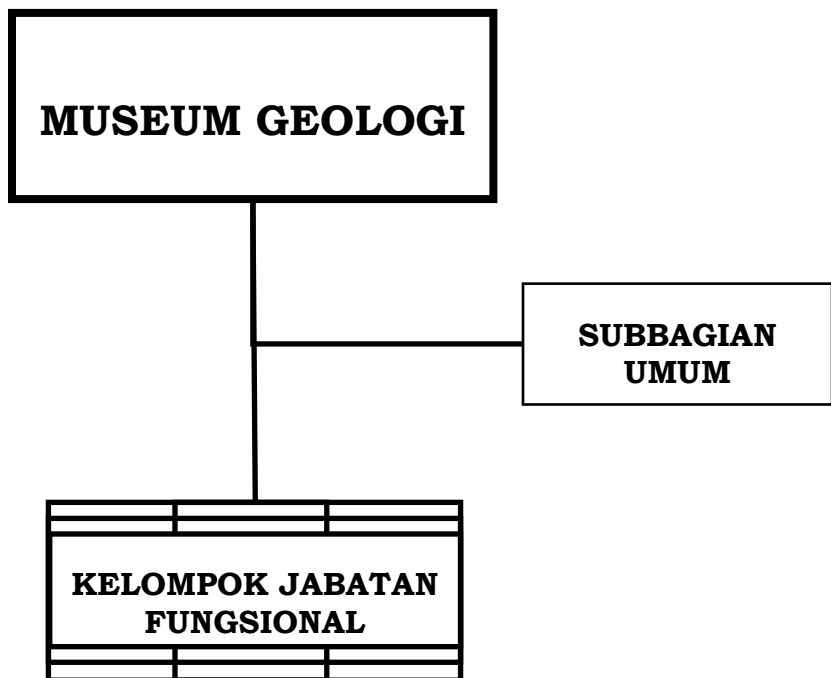 MUSEUM GEOLOGI
SUBBAGIAN
UMUM
KELOMPOK JABATAN
FUNGSIONAL